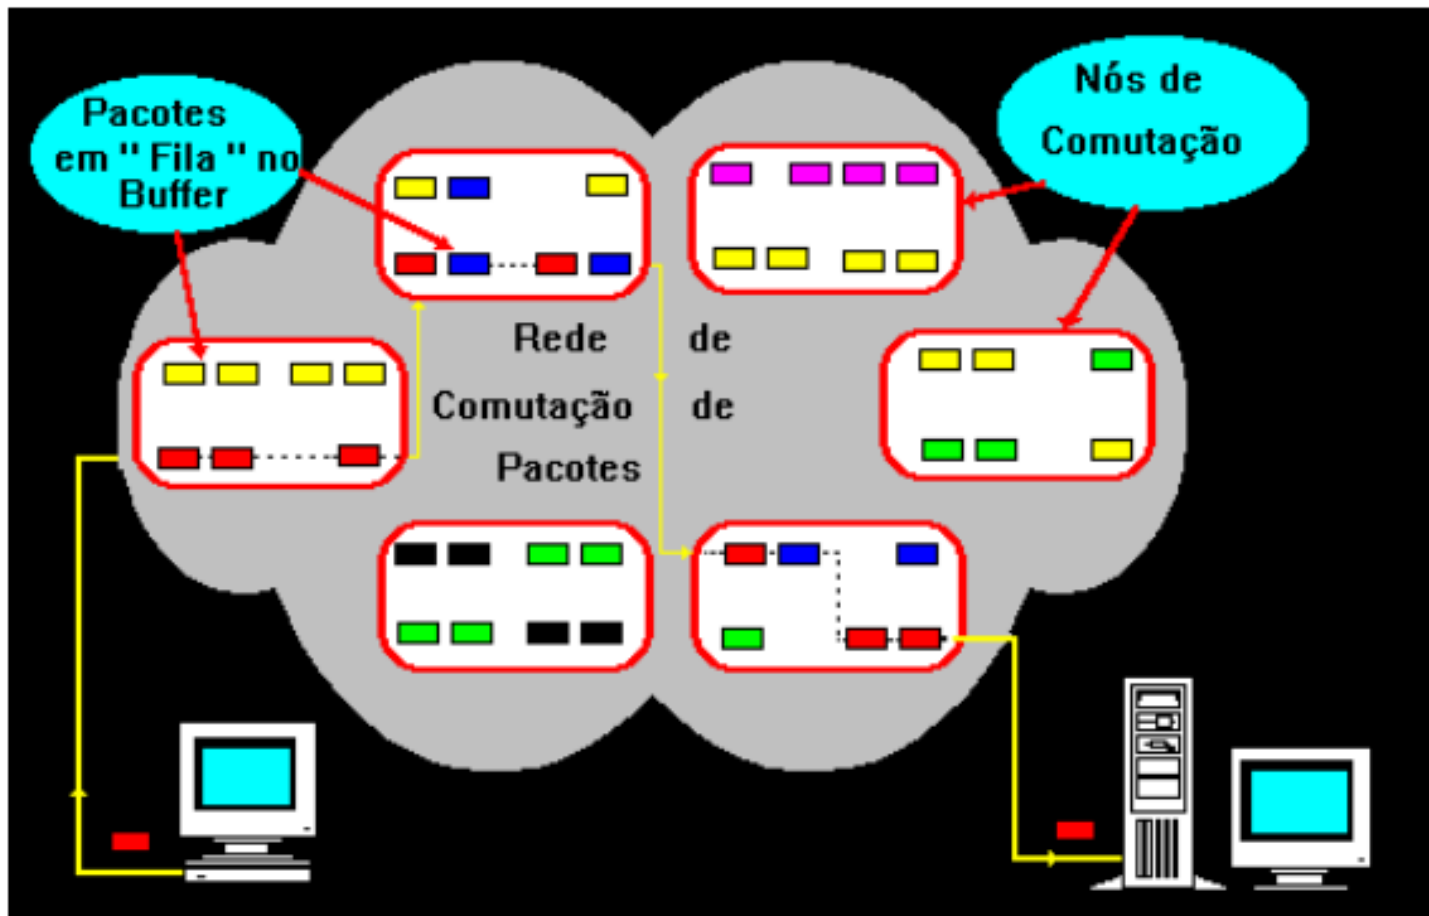 Pacotes
em " Fila " no
Buffer
Nós de
Comutação
Rede de
Comutação de
Pacotes